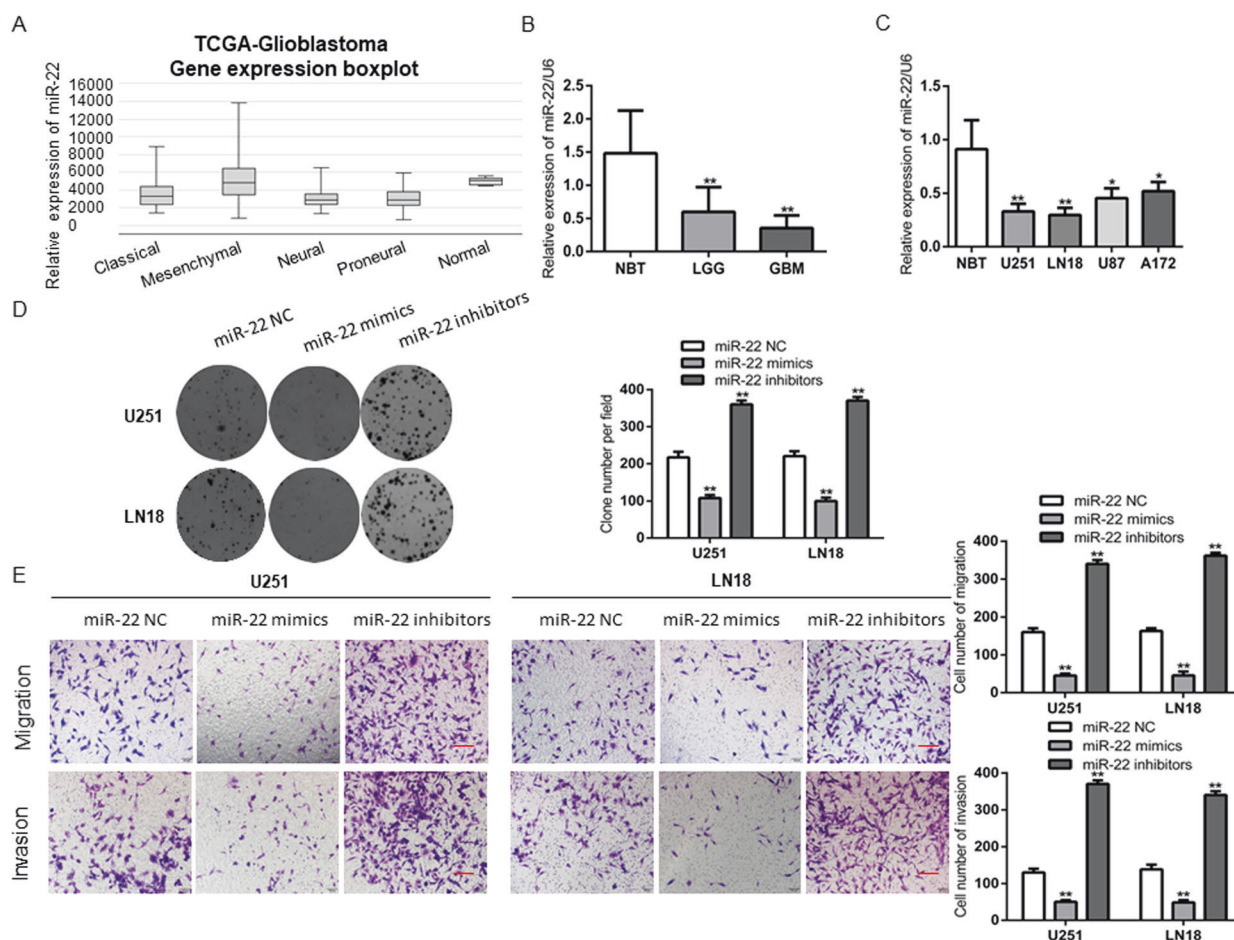 A
TCGA-Glioblastoma
Gene expression boxplot
Relative expression of miR-22
16000
14000
12000
10000
8000
6000
4000
2000
0
Classical
Mesenchymal
Neural
Proneural
Normal
B
Relative expression of miR-22/U6
2.5
2.0
1.5
1.0
0.5
0.0
**
**
NBT LGG GBM
C
Relative expression of miR-22/U6
1.5
1.0
0.5
0.0
** ** * *
NBT U251 LN18 U87 A172
D
miR-22 NC
miR-22 mimics
miR-22 inhibitors
U251
LN18
miR-22 NC
miR-22 mimics
miR-22 inhibitors
Clone number per field
400
300
200
100
0
** ** ** **
U251 LN18
E
U251 LN18
miR-22 NC miR-22 mimics miR-22 inhibitors miR-22 NC miR-22 mimics miR-22 inhibitors
Migration
Invasion
miR-22 NC
miR-22 mimics
miR-22 inhibitors
Cell number of migration
400
300
200
100
0
** ** ** **
U251 LN18
miR-22 NC
miR-22 mimics
miR-22 inhibitors
Cell number of invasion
400
300
200
100
0
** ** ** **
U251 LN18